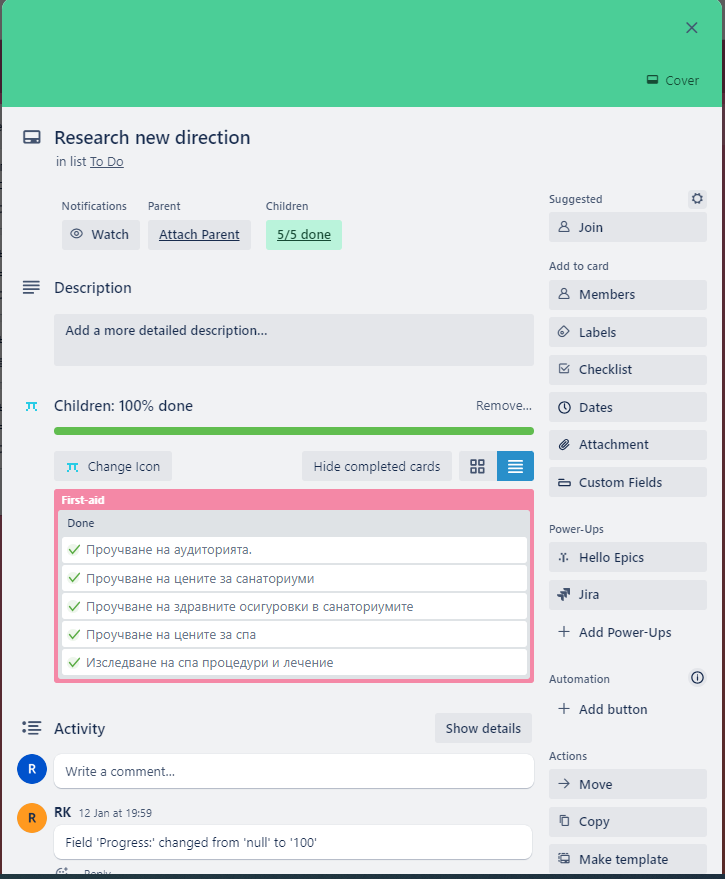 Cover
Research new direction
in list To Do
Notifications
Parent
Children
Watch
Attach Parent
5/5 done
Description
Add a more detailed description...
Children: 100% done
Remove...
Change Icon
Hide completed cards
First-aid
Done
Проучване на аудиторията.
Проучване на цените за санаториуми
Проучване на здравните осигуровки в санаториумите
Проучване на цените за спа
Изследване на спа процедури и лечение
Activity
Show details
R
Write a comment...
R
RK 12 Jan at 19:59
Field 'Progress:' changed from 'null' to '100'
Reply
Suggested
Join
Add to card
Members
Labels
Checklist
Dates
Attachment
Custom Fields
Power-Ups
Hello Epics
Jira
Add Power-Ups
Automation
Add button
Actions
Move
Copy
Make template